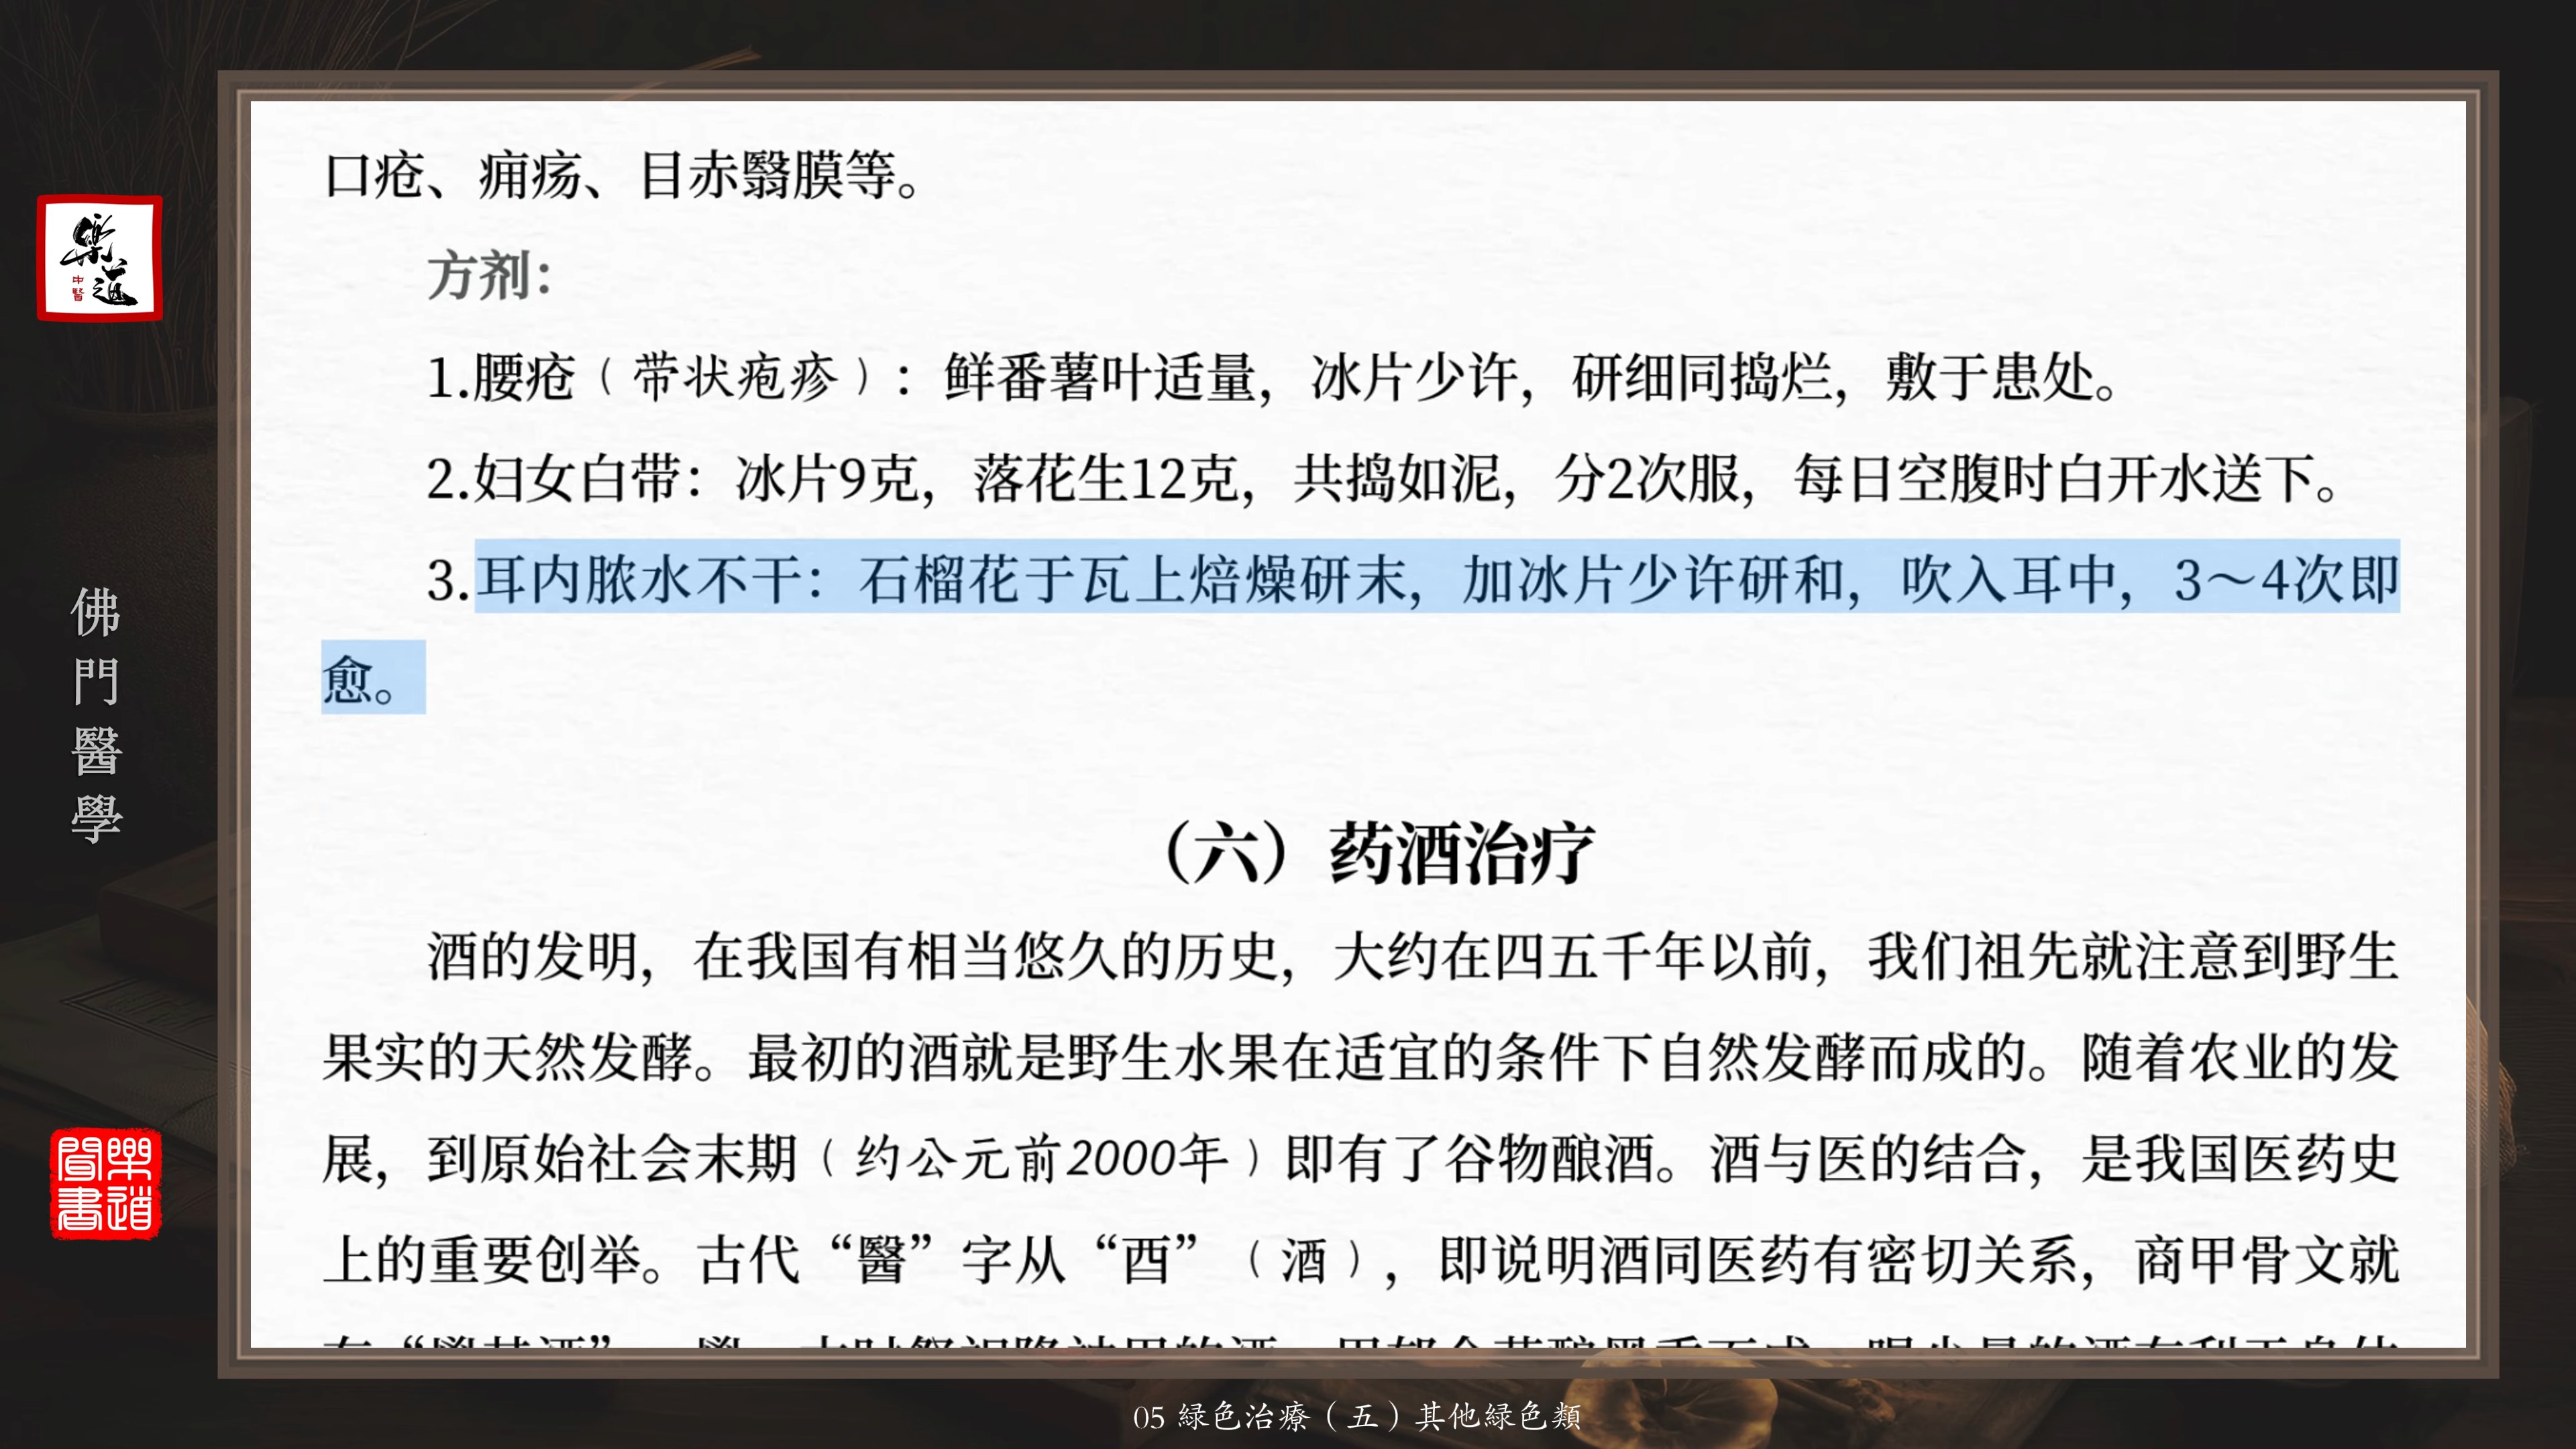 口疮、痈疡、目赤翳膜等。
方剂：
1.腰疮（带状疱疹）：鲜番薯叶适量，冰片少许，研细同捣烂，敷于患处。
2.妇女白带：冰片9克，落花生12克，共捣如泥，分2次服，每日空腹时白开水送下。
3.耳内脓水不干：石榴花于瓦上焙燥研末，加冰片少许研和，吹入耳中，3～4次即
愈。
（六）药酒治疗
酒的发明，在我国有相当悠久的历史，大约在四五千年以前，我们祖先就注意到野生
果实的天然发酵。最初的酒就是野生水果在适宜的条件下自然发酵而成的。随着农业的发
展，到原始社会末期（约公元前2000年）即有了谷物酿酒。酒与医的结合，是我国医药史
上的重要创举。古代“醫”字从“酉”（酒），即说明酒同医药有密切关系，商甲骨文就
樂道
中醫
佛門醫學
樂道
閣書
05 緑色治療（五）其他緑色類